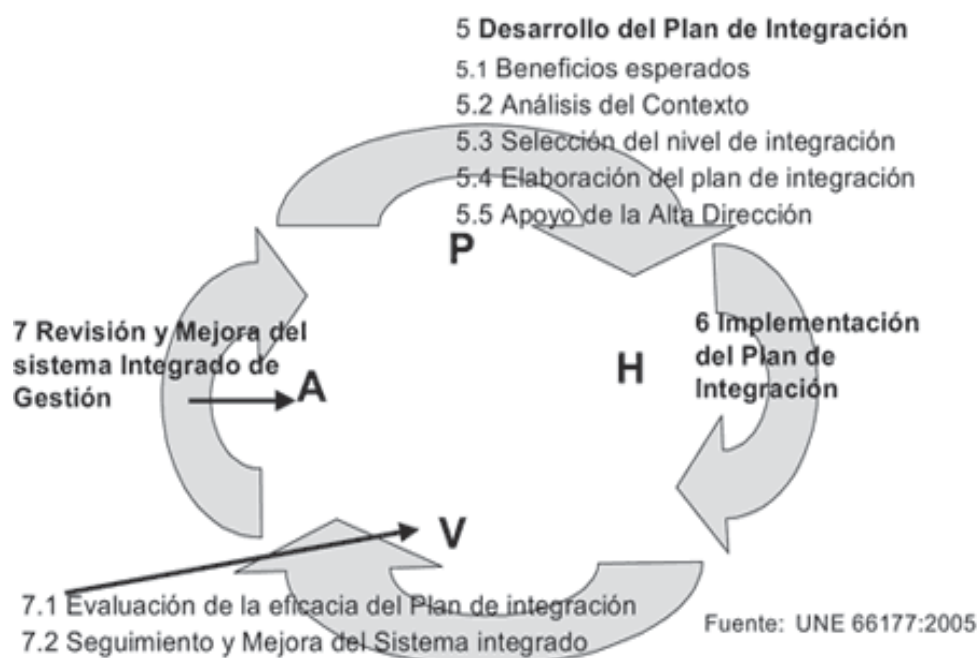 5 Desarrollo del Plan de Integración
5.1 Beneficios esperados
5.2 Análisis del Contexto
5.3 Selección del nivel de integración
5.4 Elaboración del plan de integración
5.5 Apoyo de la Alta Dirección
P
7 Revisión y Mejora del
sistema Integrado de
Gestión
A
H
6 Implementación
del Plan de
Integración
V
7.1 Evaluación de la eficacia del Plan de integración
7.2 Seguimiento y Mejora del Sistema integrado
Fuente: UNE 66177:2005